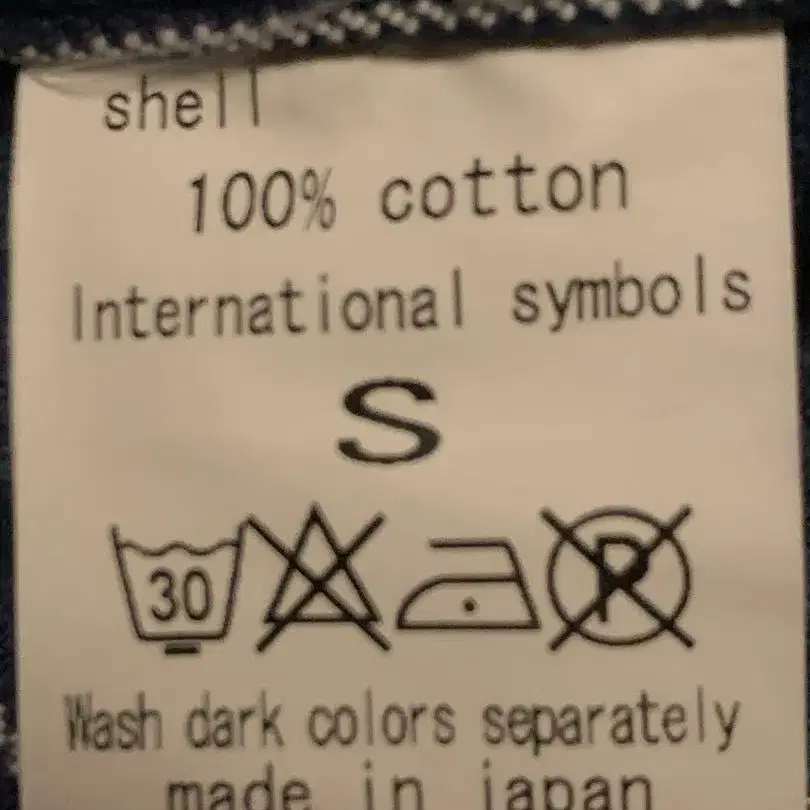 shell
100% cotton
International symbols
S
30 P
Wash dark colors separately
made in japan